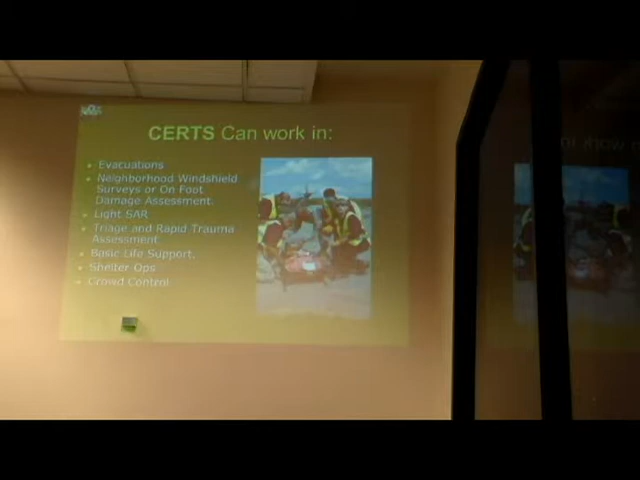 CERTS Can work in:
Evacuations
Neighborhood Windshield
Surveys or On Foot
Damage Assessment.
Light SAR
Triage and Rapid Trauma
Assessment.
Basic Life Support.
Shelter Ops
Crowd Control